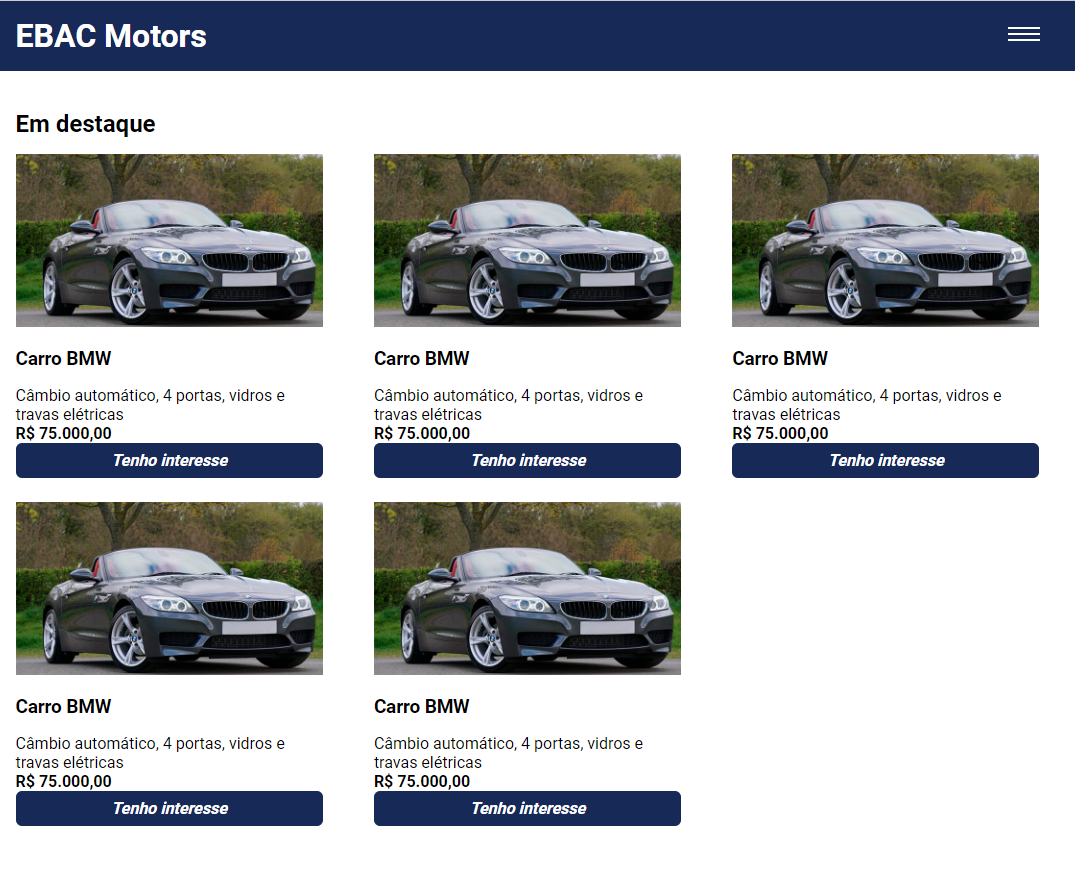 EBAC Motors
Em destaque
Carro BMW
Câmbio automático, 4 portas, vidros e
travas elétricas
R$ 75.000,00
Tenho interesse
Carro BMW
Câmbio automático, 4 portas, vidros e
travas elétricas
R$ 75.000,00
Tenho interesse
Carro BMW
Câmbio automático, 4 portas, vidros e
travas elétricas
R$ 75.000,00
Tenho interesse
Carro BMW
Câmbio automático, 4 portas, vidros e
travas elétricas
R$ 75.000,00
Tenho interesse
Carro BMW
Câmbio automático, 4 portas, vidros e
travas elétricas
R$ 75.000,00
Tenho interesse